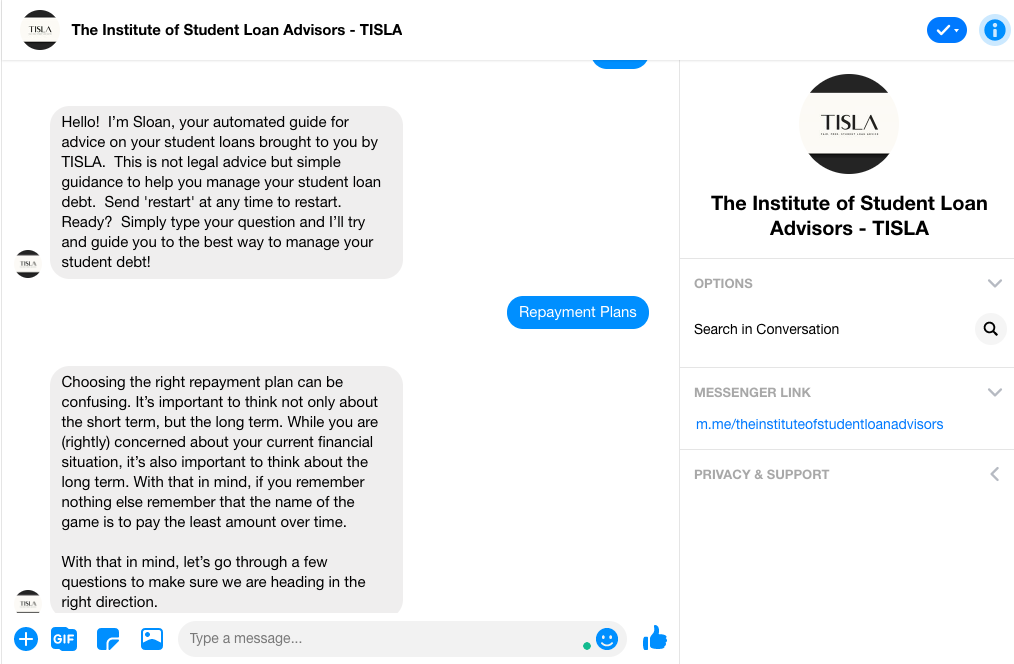 TISLA
The Institute of Student Loan Advisors - TISLA
Hello!  I’m Sloan, your automated guide for
advice on your student loans brought to you by
TISLA.  This is not legal advice but simple
guidance to help you manage your student loan
debt.  Send 'restart' at any time to restart.
Ready?  Simply type your question and I’ll try
and guide you to the best way to manage your
student debt!
TISLA
Repayment Plans
Choosing the right repayment plan can be
confusing. It’s important to think not only about
the short term, but the long term. While you are
(rightly) concerned about your current financial
situation, it’s also important to think about the
long term. With that in mind, if you remember
nothing else remember that the name of the
game is to pay the least amount over time.
With that in mind, let’s go through a few
questions to make sure we are heading in the
right direction.
TISLA
GIF
Type a message...
TISLA
FAIR, FREE, STUDENT LOAN ADVICE
The Institute of Student Loan
Advisors - TISLA
OPTIONS
Search in Conversation
MESSENGER LINK
m.me/theinstituteofstudentloanadvisors
PRIVACY & SUPPORT